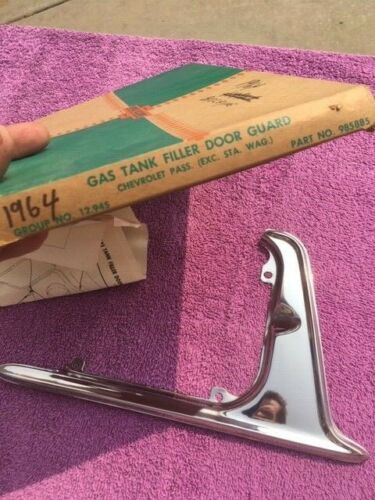 1964
GAS TANK FILLER DOOR GUARD
CHEVROLET PASS. (EXC. STA. WAG.)
GROUP NO. 12.945
PART NO. 985885